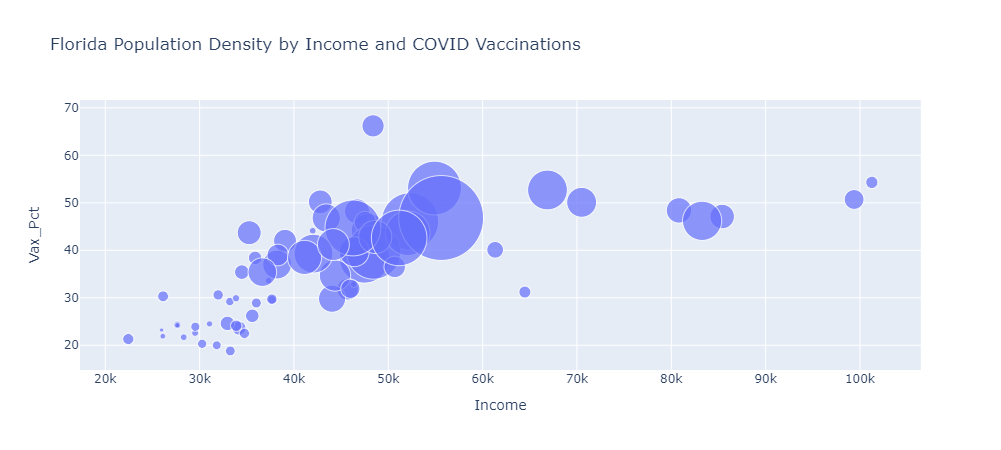 Florida Population Density by Income and COVID Vaccinations
70
60
50
40
30
20
Vax_Pct
20k 30k 40k 50k 60k 70k 80k 90k 100k
Income